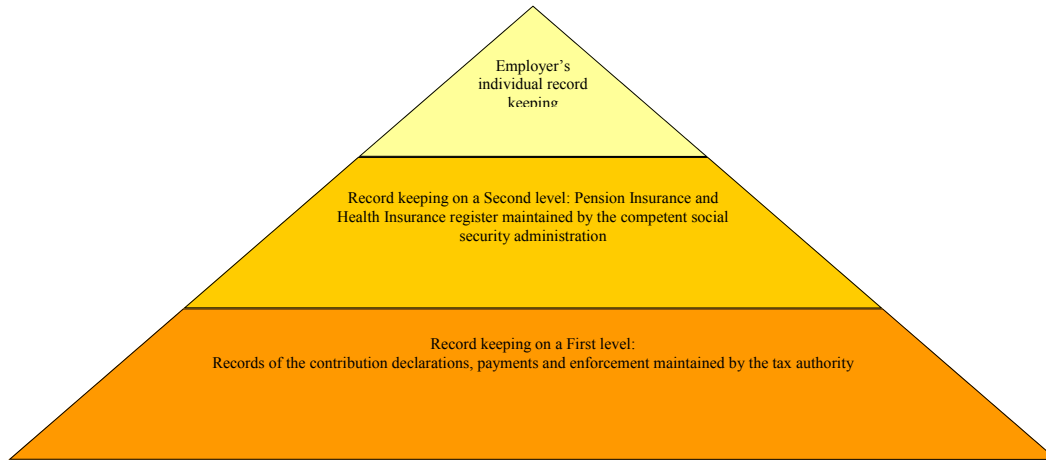 Employer’s
individual record
keeping
Record keeping on a Second level: Pension Insurance and
Health Insurance register maintained by the competent social
security administration
Record keeping on a First level:
Records of the contribution declarations, payments and enforcement maintained by the tax authority